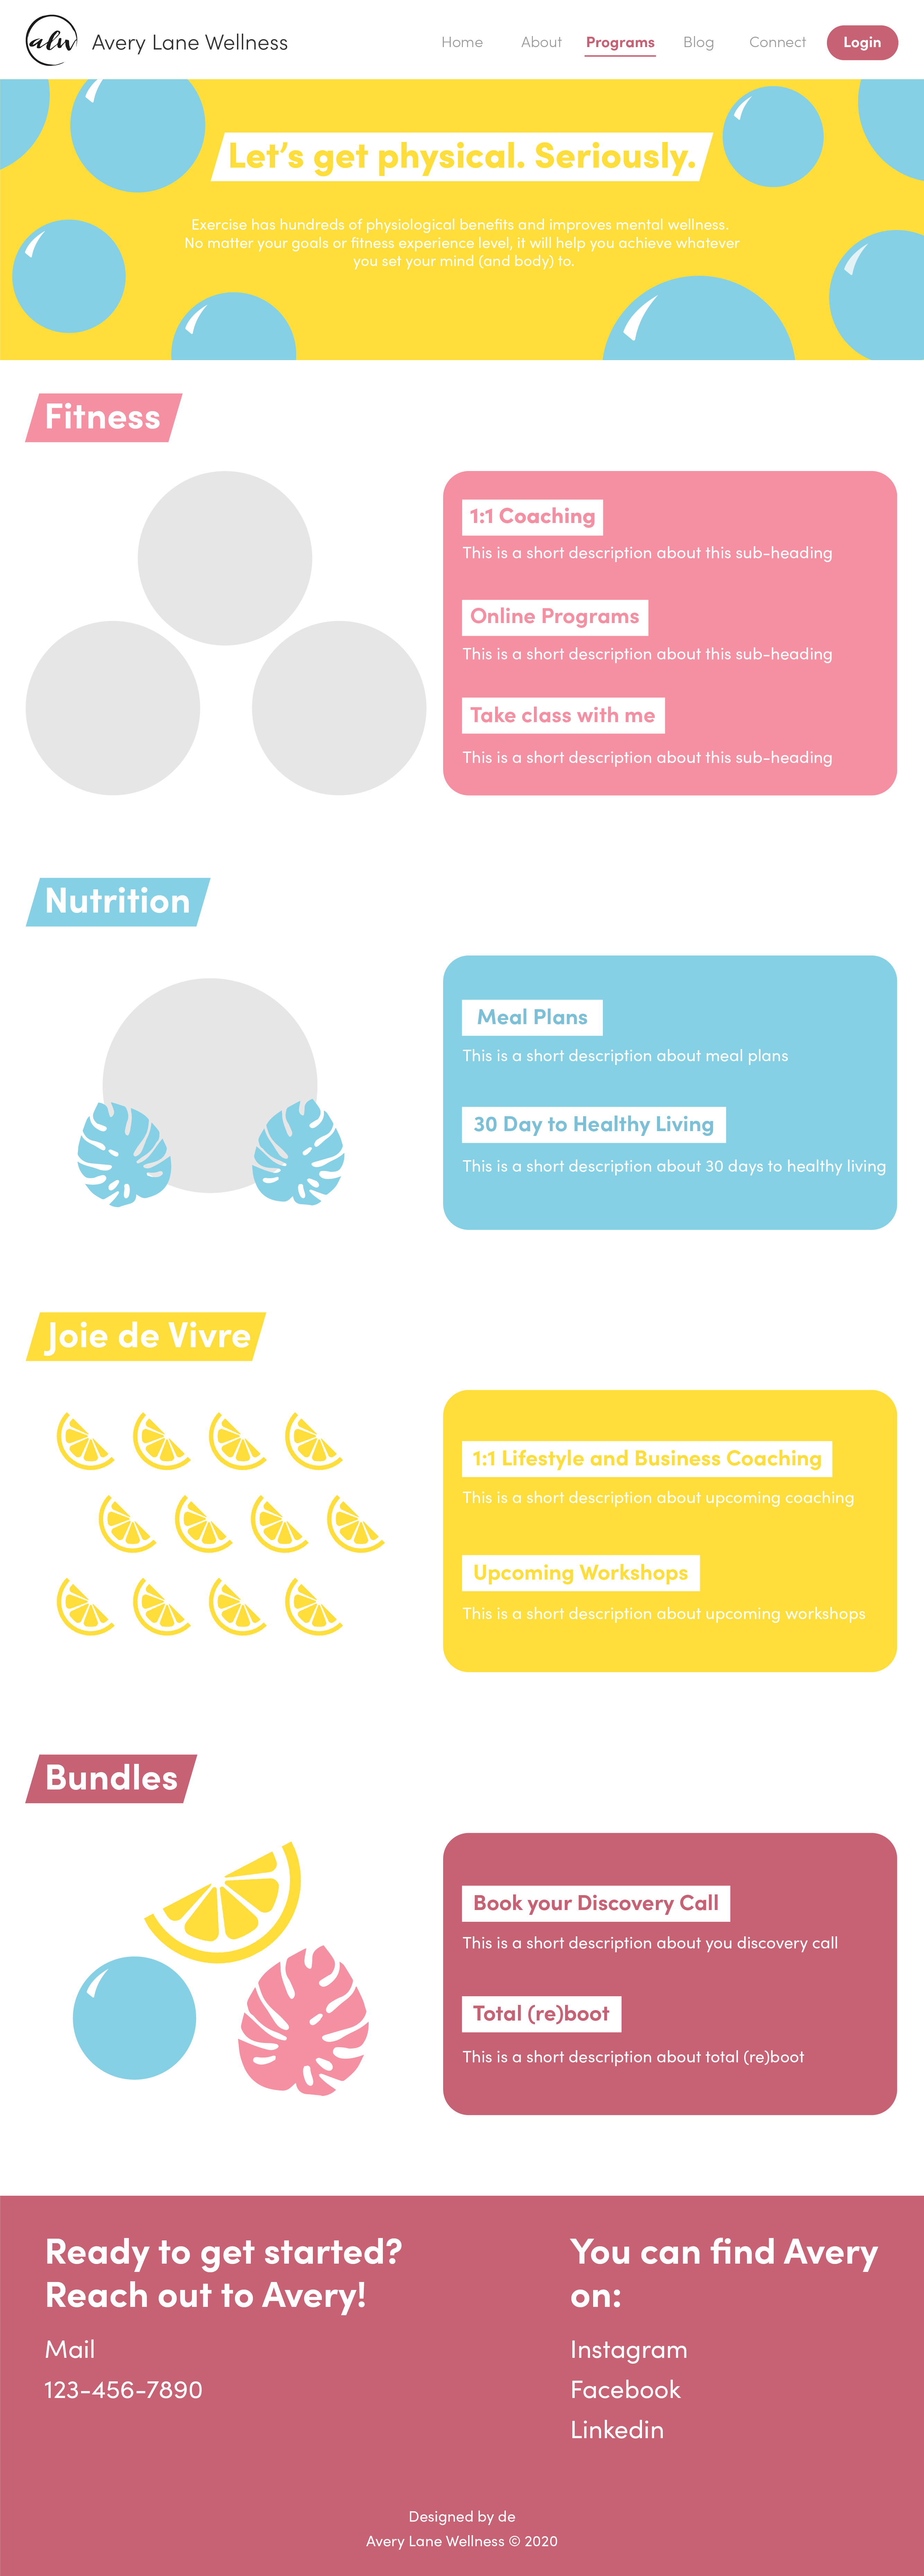 alw
Avery Lane Wellness
Home About Programs Blog Connect Login
Let's get physical. Seriously.
Exercise has hundreds of physiological benefits and improves mental wellness.
No matter your goals or fitness experience level, it will help you achieve whatever
you set your mind (and body) to.
Fitness
1:1 Coaching
This is a short description about this sub-heading
Online Programs
This is a short description about this sub-heading
Take class with me
This is a short description about this sub-heading
Nutrition
Meal Plans
This is a short description about meal plans
30 Day to Healthy Living
This is a short description about 30 days to healthy living
Joie de Vivre
1:1 Lifestyle and Business Coaching
This is a short description about upcoming coaching
Upcoming Workshops
This is a short description about upcoming workshops
Bundles
Book your Discovery Call
This is a short description about you discovery call
Total (re)boot
This is a short description about total (re)boot
Ready to get started?
Reach out to Avery!
Mail
123-456-7890
You can find Avery
on:
Instagram
Facebook
Linkedin
Designed by de
Avery Lane Wellness © 2020